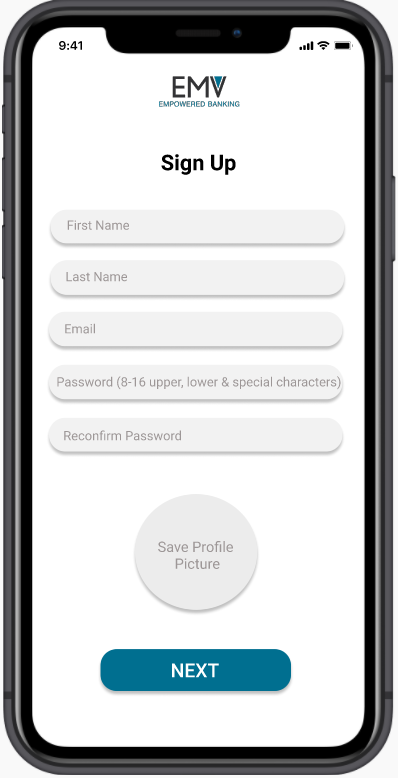 9:41
EMV
EMPOWERED BANKING
Sign Up
First Name
Last Name
Email
Password (8-16 upper, lower & special characters)
Reconfirm Password
Save Profile
Picture
NEXT